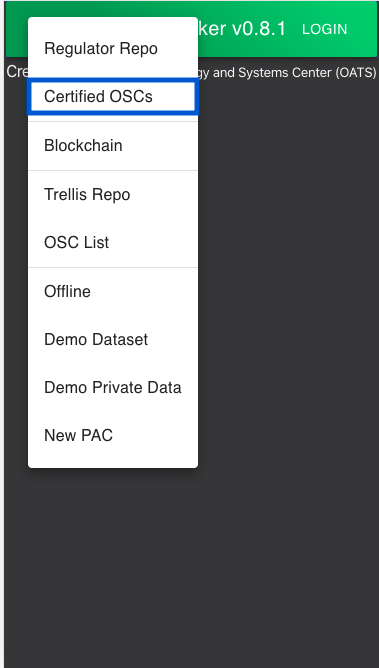 ker v0.8.1 LOGIN
Cre gy and Systems Center (OATS)
Regulator Repo
Certified OSCs
Blockchain
Trellis Repo
OSC List
Offline
Demo Dataset
Demo Private Data
New PAC